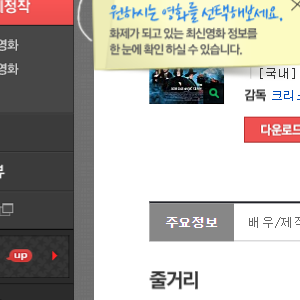 제작
원하시는 영화를 선택해보세요.
화제가 되고 있는 최신영화 정보를
한 눈에 확인 하실 수 있습니다.
영화
영화
[국내]
감독 크리
다운로드
뷰
주요정보
배우/제작
up
줄거리